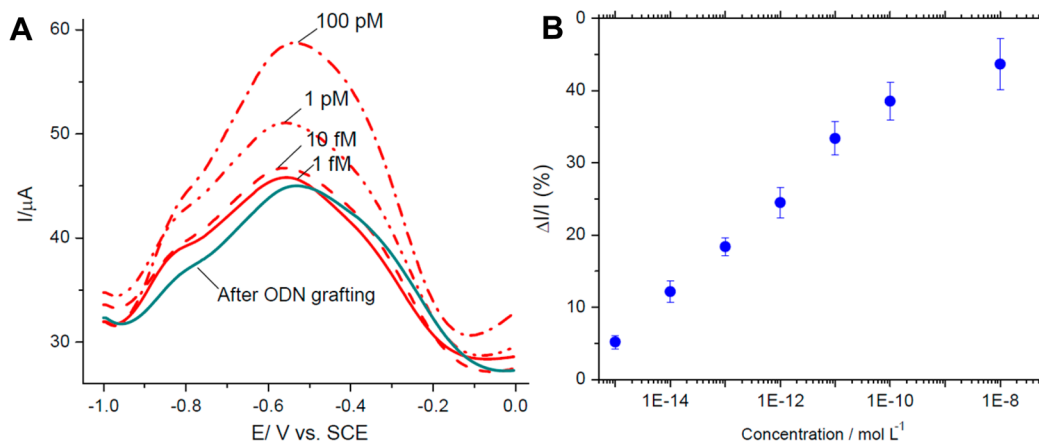 A
60
50
40
30
I/μA
100 pM
1 pM
10 fM
1 fM
After ODN grafting
-1.0
-0.8
-0.6
-0.4
-0.2
0.0
E/ V vs. SCE
B
0
40
30
20
10
0
ΔI/I (%)
1E-14
1E-12
1E-10
1E-8
Concentration / mol L⁻¹